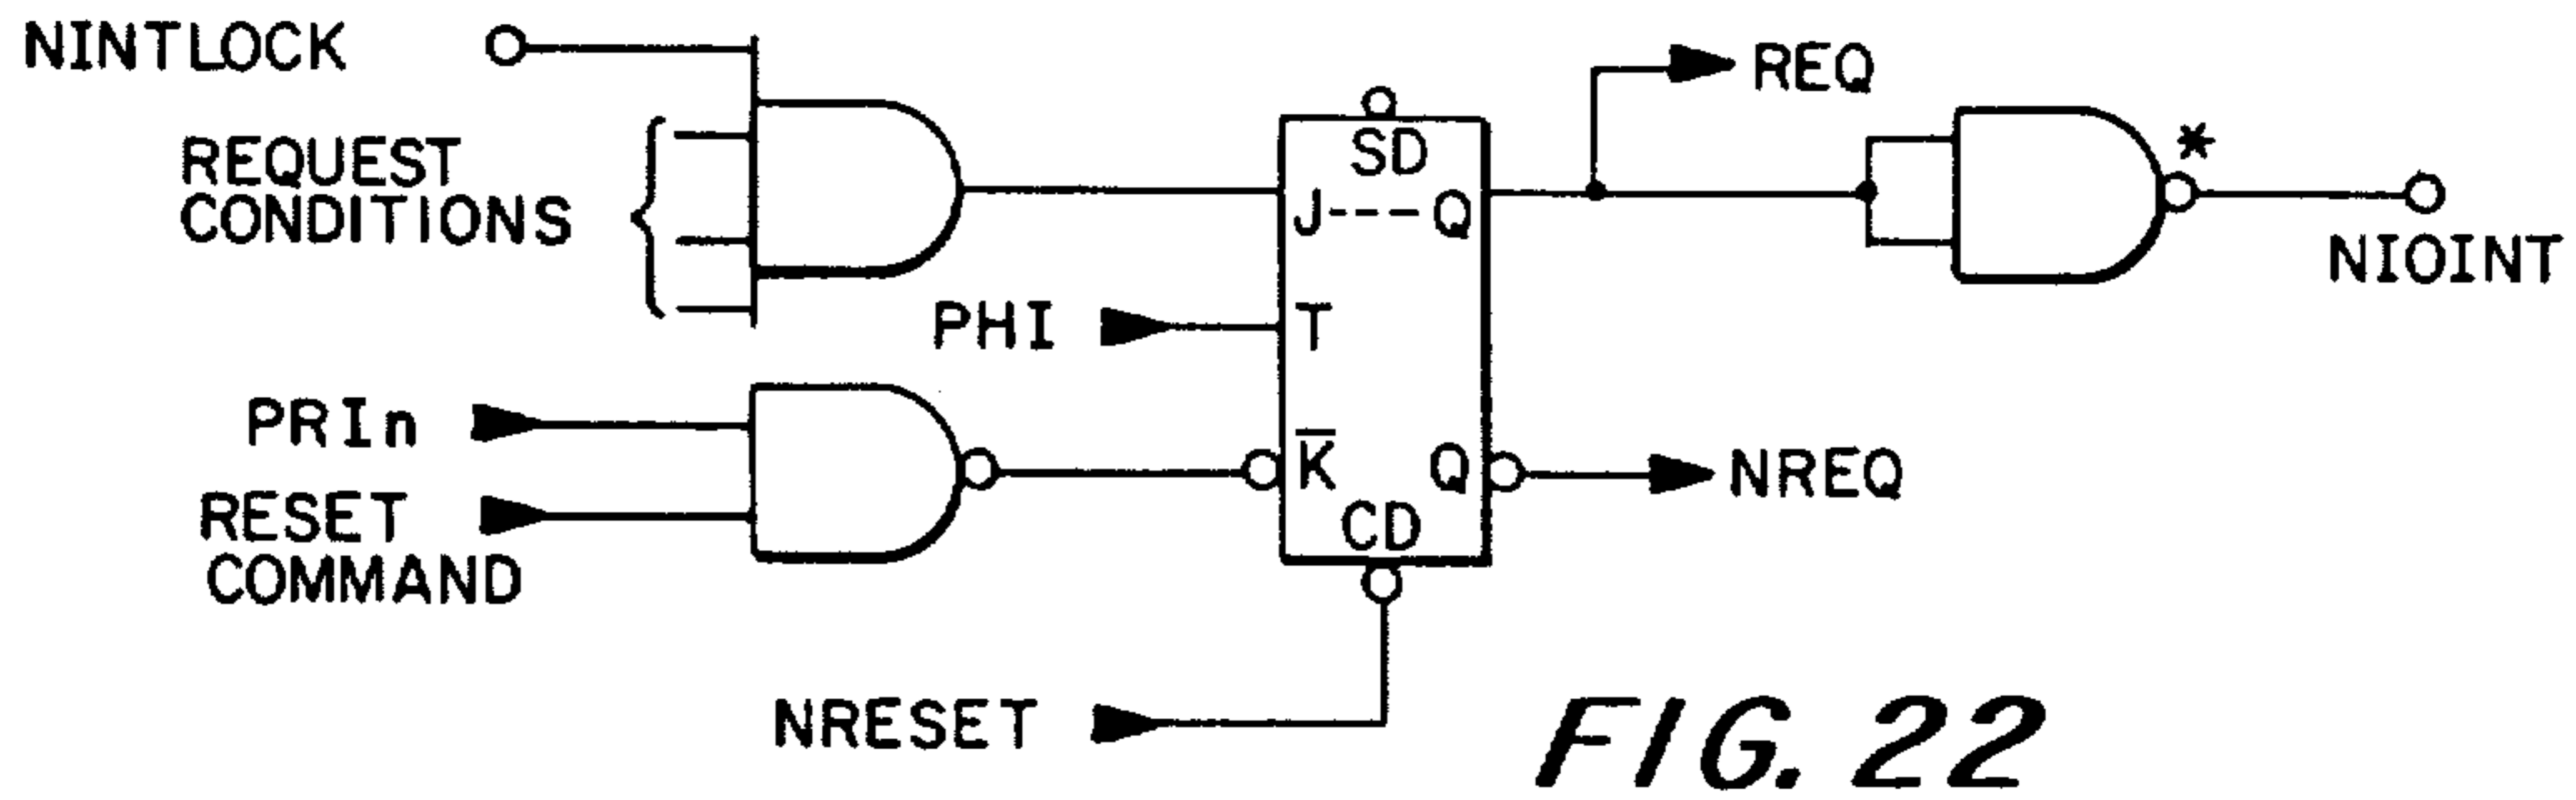 NINTLOCK
REQUEST
CONDITIONS
REQ
*
SD
J---Q
NIOINT
PHI
T
PRIn
K̅ Q
NREQ
RESET
COMMAND
CD
NRESET
FIG. 22